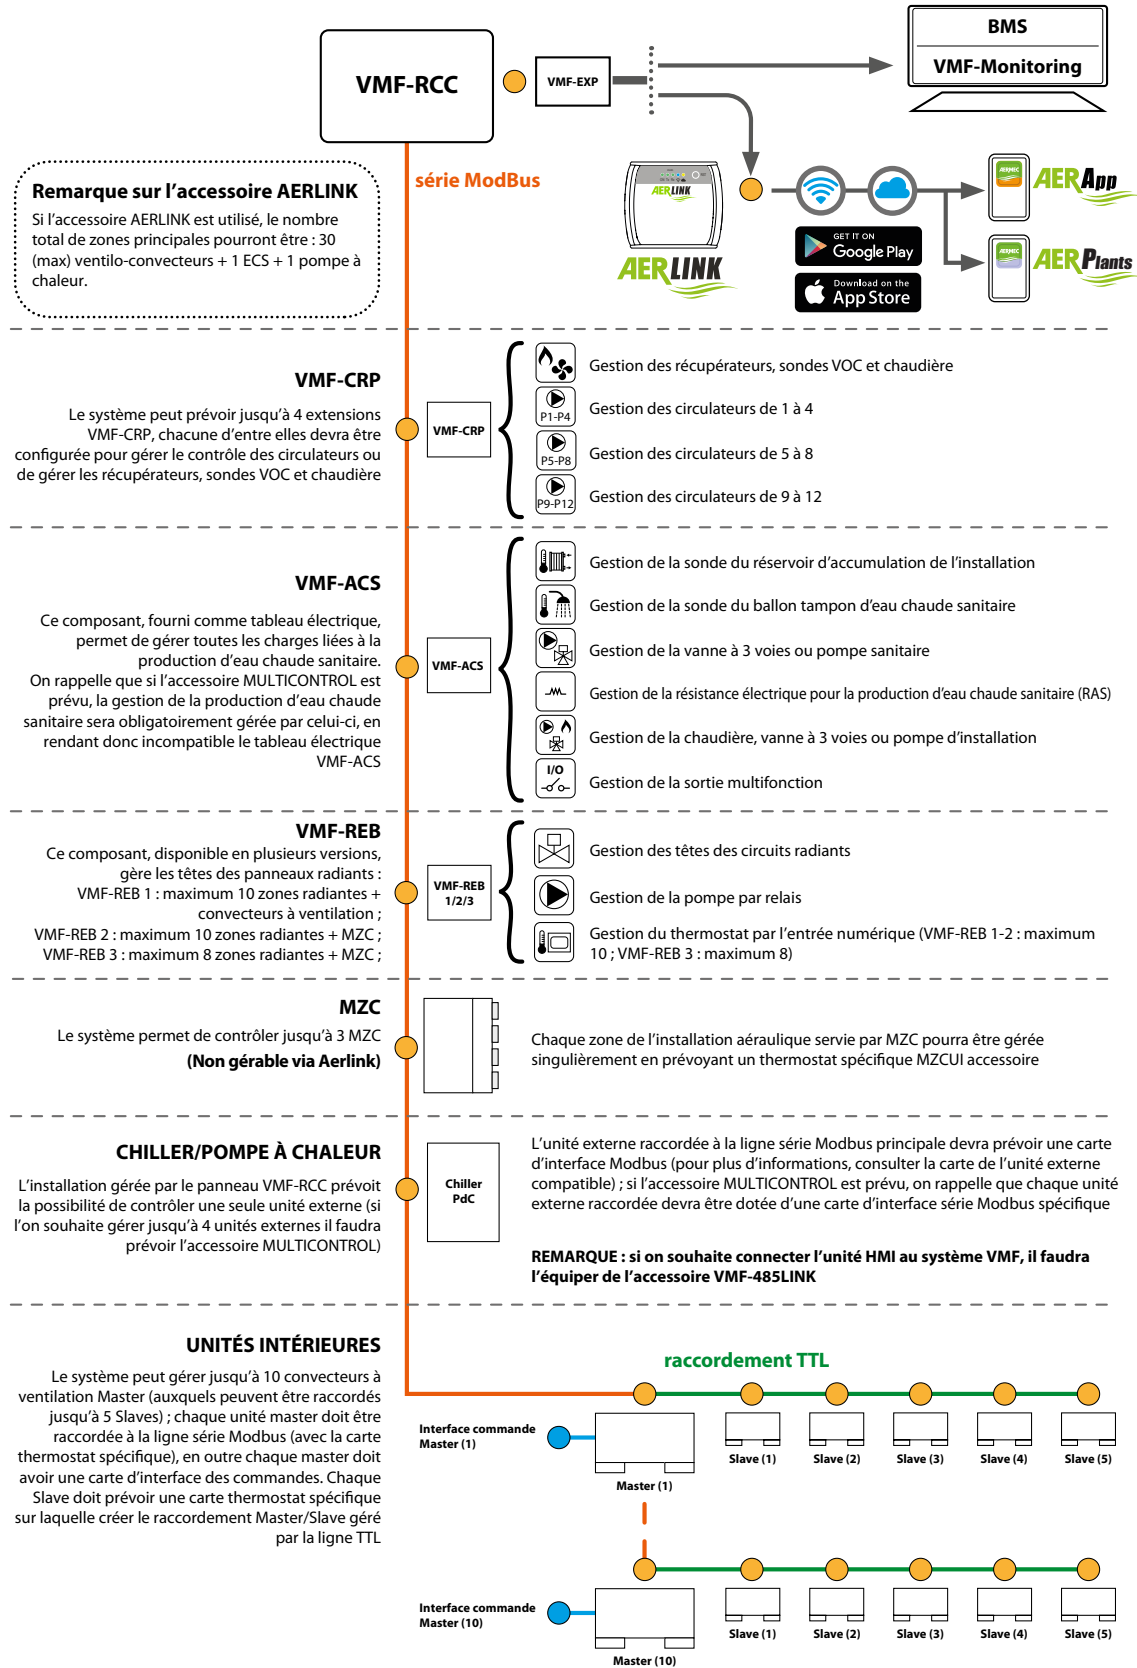 VMF-RCC
VMF-EXP
BMS
VMF-Monitoring
série ModBus
Remarque sur l'accessoire AERLINK
Si l'accessoire AERLINK est utilisé, le nombre
total de zones principales pourront être : 30
(max) ventilo-convecteurs + 1 ECS + 1 pompe à
chaleur.
AERLINK
AERLINK
GET IT ON
Google Play
Download on the
App Store
AERMEC
AERApp
AERMEC
AERPlants
VMF-CRP
Le système peut prévoir jusqu'à 4 extensions
VMF-CRP, chacune d'entre elles devra être
configurée pour gérer le contrôle des circulateurs ou
de gérer les récupérateurs, sondes VOC et chaudière
VMF-CRP
Gestion des récupérateurs, sondes VOC et chaudière
P1-P4
Gestion des circulateurs de 1 à 4
P5-P8
Gestion des circulateurs de 5 à 8
P9-P12
Gestion des circulateurs de 9 à 12
VMF-ACS
Ce composant, fourni comme tableau électrique,
permet de gérer toutes les charges liées à la
production d'eau chaude sanitaire.
On rappelle que si l'accessoire MULTICONTROL est
prévu, la gestion de la production d'eau chaude
sanitaire sera obligatoirement gérée par celui-ci, en
rendant donc incompatible le tableau électrique
VMF-ACS
VMF-ACS
Gestion de la sonde du réservoir d'accumulation de l'installation
Gestion de la sonde du ballon tampon d'eau chaude sanitaire
Gestion de la vanne à 3 voies ou pompe sanitaire
Gestion de la résistance électrique pour la production d'eau chaude sanitaire (RAS)
Gestion de la chaudière, vanne à 3 voies ou pompe d'installation
I/O
Gestion de la sortie multifonction
VMF-REB
Ce composant, disponible en plusieurs versions,
gère les têtes des panneaux radiants :
VMF-REB 1 : maximum 10 zones radiantes +
convecteurs à ventilation ;
VMF-REB 2 : maximum 10 zones radiantes + MZC ;
VMF-REB 3 : maximum 8 zones radiantes + MZC ;
VMF-REB
1/2/3
Gestion des têtes des circuits radiants
Gestion de la pompe par relais
Gestion du thermostat par l'entrée numérique (VMF-REB 1-2 : maximum
10 ; VMF-REB 3 : maximum 8)
MZC
Le système permet de contrôler jusqu'à 3 MZC
(Non gérable via Aerlink)
Chaque zone de l'installation aéraulique servie par MZC pourra être gérée
singulièrement en prévoyant un thermostat spécifique MZCUI accessoire
CHILLER/POMPE À CHALEUR
L'installation gérée par le panneau VMF-RCC prévoit
la possibilité de contrôler une seule unité externe (si
l'on souhaite gérer jusqu'à 4 unités externes il faudra
prévoir l'accessoire MULTICONTROL)
Chiller
PdC
L'unité externe raccordée à la ligne série Modbus principale devra prévoir une carte
d'interface Modbus (pour plus d'informations, consulter la carte de l'unité externe
compatible) ; si l'accessoire MULTICONTROL est prévu, on rappelle que chaque unité
externe raccordée devra être dotée d'une carte d'interface série Modbus spécifique
REMARQUE : si on souhaite connecter l'unité HMI au système VMF, il faudra
l'équiper de l'accessoire VMF-485LINK
UNITÉS INTÉRIEURES
Le système peut gérer jusqu'à 10 convecteurs à
ventilation Master (auxquels peuvent être raccordés
jusqu'à 5 Slaves) ; chaque unité master doit être
raccordée à la ligne série Modbus (avec la carte
thermostat spécifique), en outre chaque master doit
avoir une carte d'interface des commandes. Chaque
Slave doit prévoir une carte thermostat spécifique
sur laquelle créer le raccordement Master/Slave géré
par la ligne TTL
raccordement TTL
Interface commande
Master (1)
Master (1)
Slave (1)
Slave (2)
Slave (3)
Slave (4)
Slave (5)
Interface commande
Master (10)
Master (10)
Slave (1)
Slave (2)
Slave (3)
Slave (4)
Slave (5)